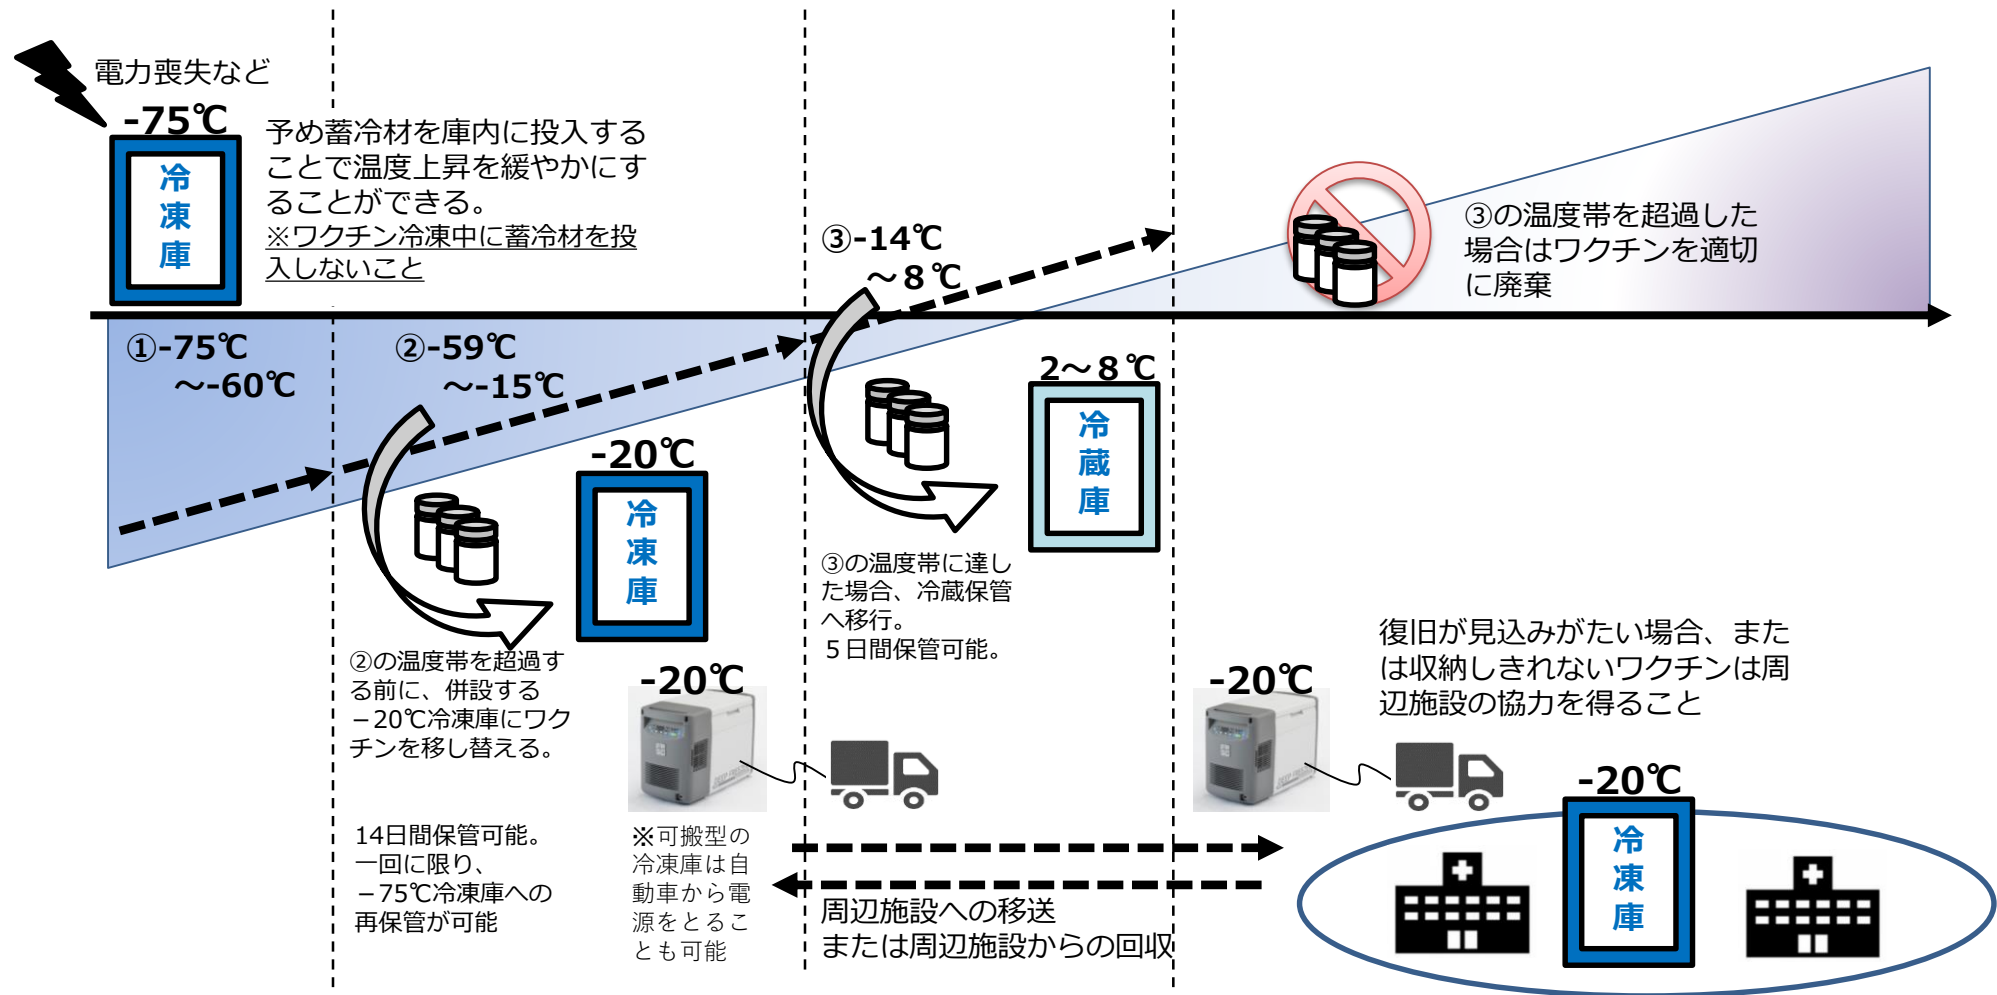 電力喪失など
-75℃
冷凍庫
予め蓄冷材を庫内に投入する
ことで温度上昇を緩やかにす
ることができる。
※ワクチン冷凍中に蓄冷材を投
入しないこと
①-75℃
～-60℃
②-59℃
～-15℃
③-14℃
～８℃
③の温度帯を超過した
場合はワクチンを適切
に廃棄
-20℃
冷凍庫
2～８℃
冷蔵庫
②の温度帯を超過す
る前に、併設する
－20℃冷凍庫にワク
チンを移し替える。
14日間保管可能。
一回に限り、
－75℃冷凍庫への
再保管が可能
③の温度帯に達し
た場合、冷蔵保管
へ移行。
５日間保管可能。
-20℃
※可搬型の
冷凍庫は自
動車から電
源をとるこ
とも可能
周辺施設への移送
または周辺施設からの回収
-20℃
復旧が見込みがたい場合、また
は収納しきれないワクチンは周
辺施設の協力を得ること
-20℃
冷凍庫